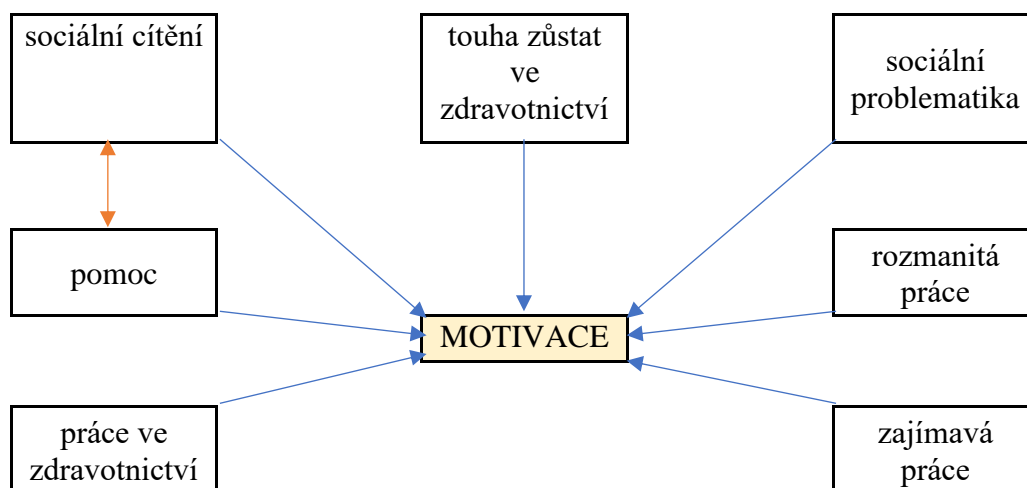 sociální cítění
touha zůstat
ve
zdravotnictví
sociální
problematika
pomoc
rozmanitá
práce
MOTIVACE
práce ve
zdravotnictví
zajímavá
práce